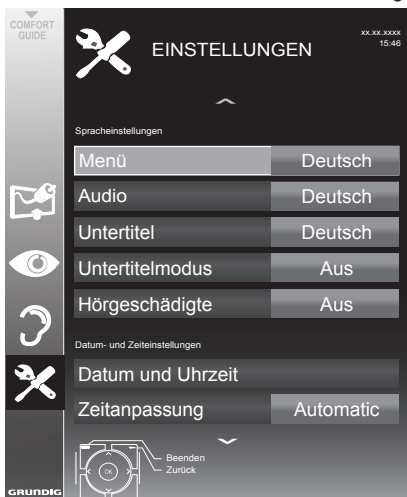 COMFORT
GUIDE
EINSTELLUNGEN
xx.xx.xxxx
15:46
Spracheinstellungen
Menü Deutsch
Audio Deutsch
Untertitel Deutsch
Untertitelmodus Aus
Hörgeschädigte Aus
Datum- und Zeiteinstellungen
Datum und Uhrzeit
Zeitanpassung Automatic
OK
Beenden
Zurück
GRUNDIG